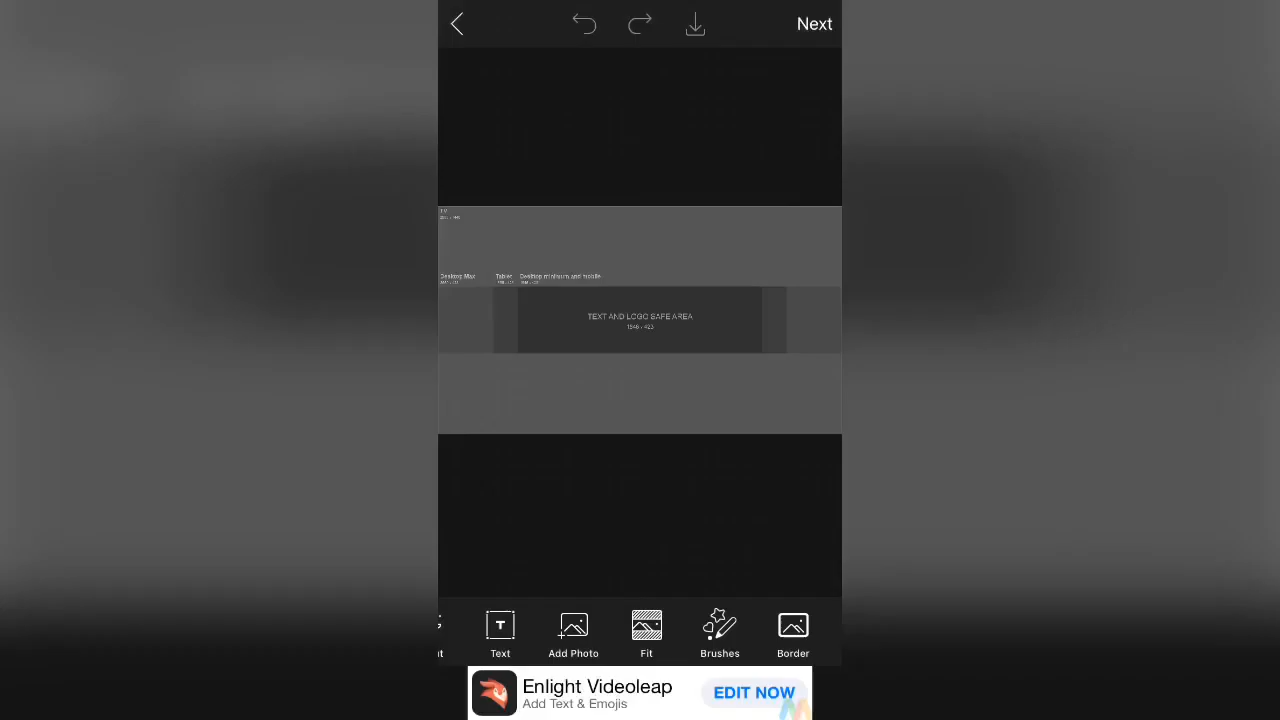 Next
TV
Desktop Max
Tablet
Desktop minimum and mobile
TEXT AND LOGO SAFE AREA
1546 x 423
Text
Add Photo
Fit
Brushes
Border
Enlight Videoleap
Add Text & Emojis
EDIT NOW